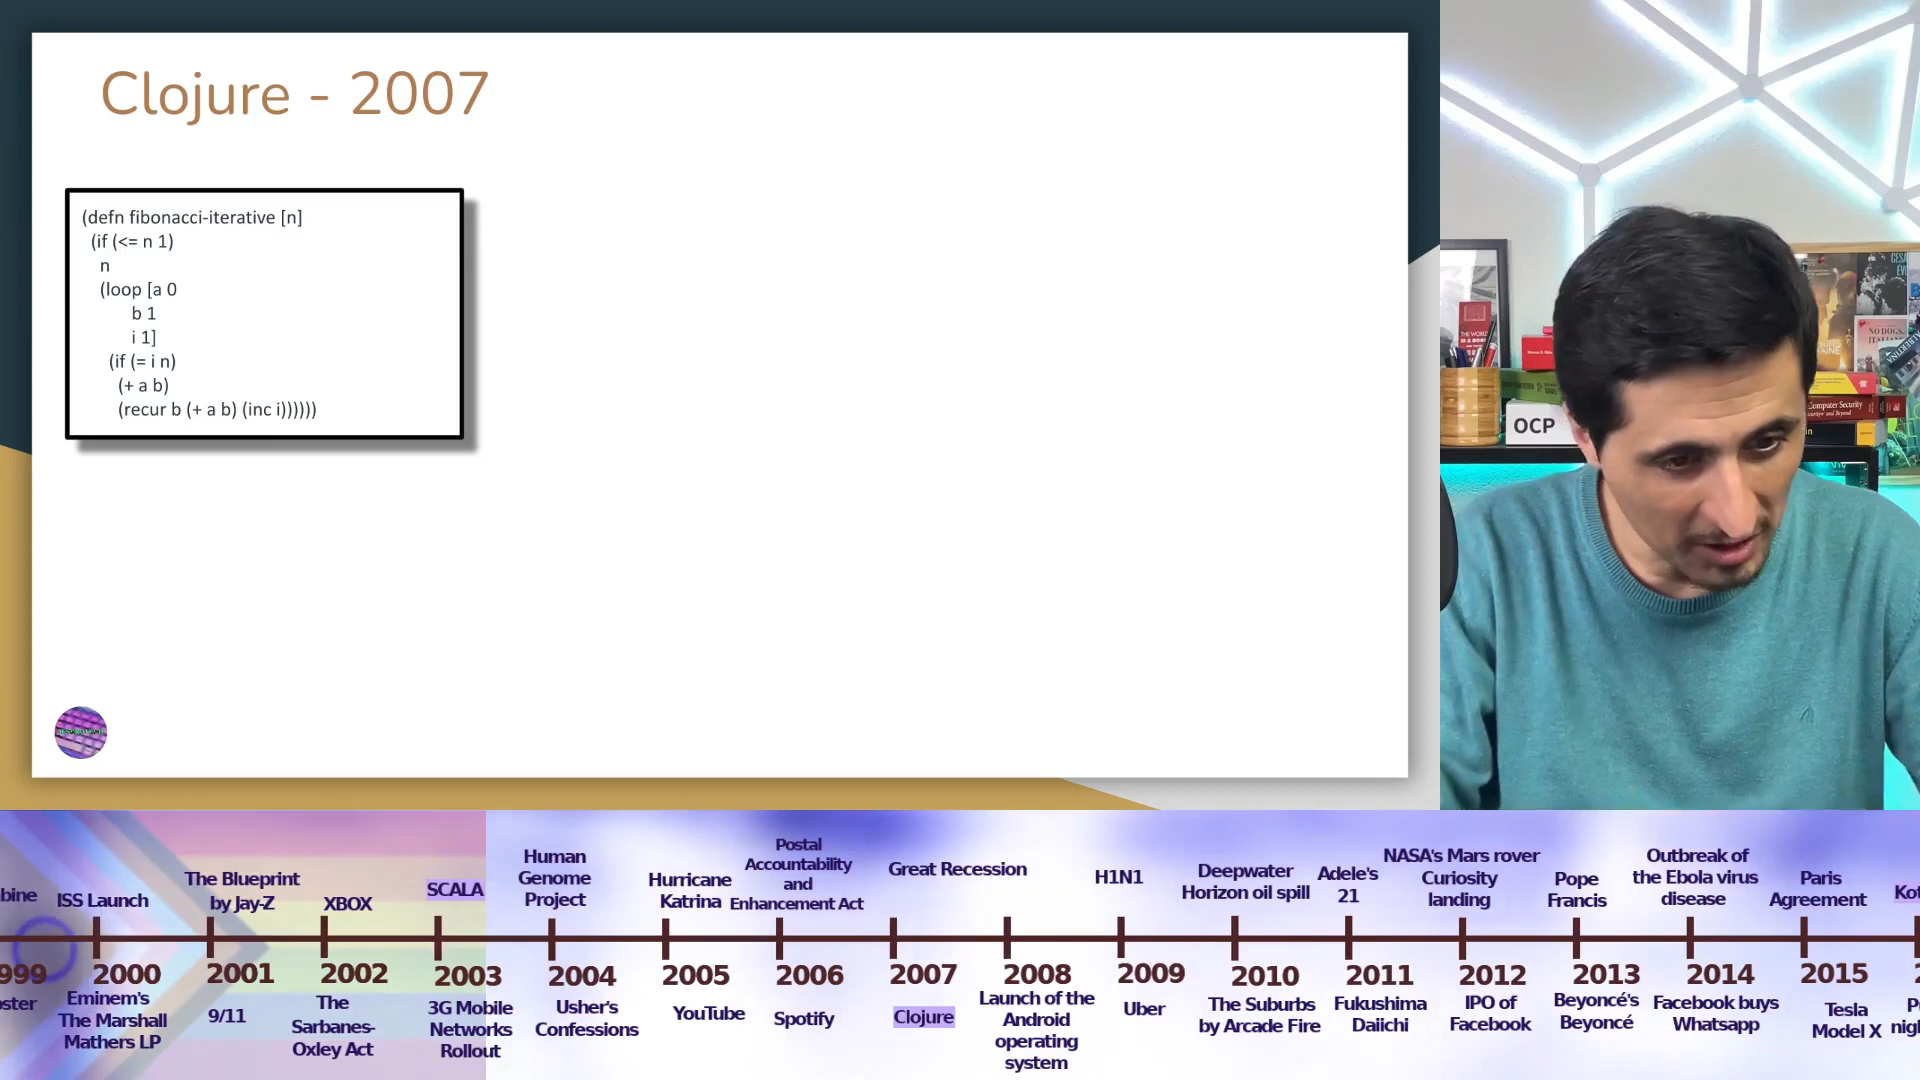 Clojure - 2007
(defn fibonacci-iterative [n]
(if (<= n 1)
n
(loop [a 0
b 1
i 1]
(if (= i n)
(+ a b)
(recur b (+ a b) (inc i))))))
OCP
Computer Security
NO DOGS,
Human
Genome
Project
Postal
Accountability
and
Enhancement Act
Great Recession
NASA's Mars rover
Curiosity
landing
Outbreak of
the Ebola virus
disease
ISS Launch
The Blueprint
by Jay-Z
XBOX
SCALA
Hurricane
Katrina
H1N1
Deepwater
Horizon oil spill
Adele's
21
Pope
Francis
Paris
Agreement
999
2000
2001
2002
2003
2004
2005
2006
2007
2008
2009
2010
2011
2012
2013
2014
2015
Eminem's
The Marshall
Mathers LP
9/11
The
Sarbanes-
Oxley Act
3G Mobile
Networks
Rollout
Usher's
Confessions
YouTube
Spotify
Clojure
Launch of the
Android
operating
system
Uber
The Suburbs
by Arcade Fire
Fukushima
Daiichi
IPO of
Facebook
Beyoncé's
Beyoncé
Facebook buys
Whatsapp
Tesla
Model X